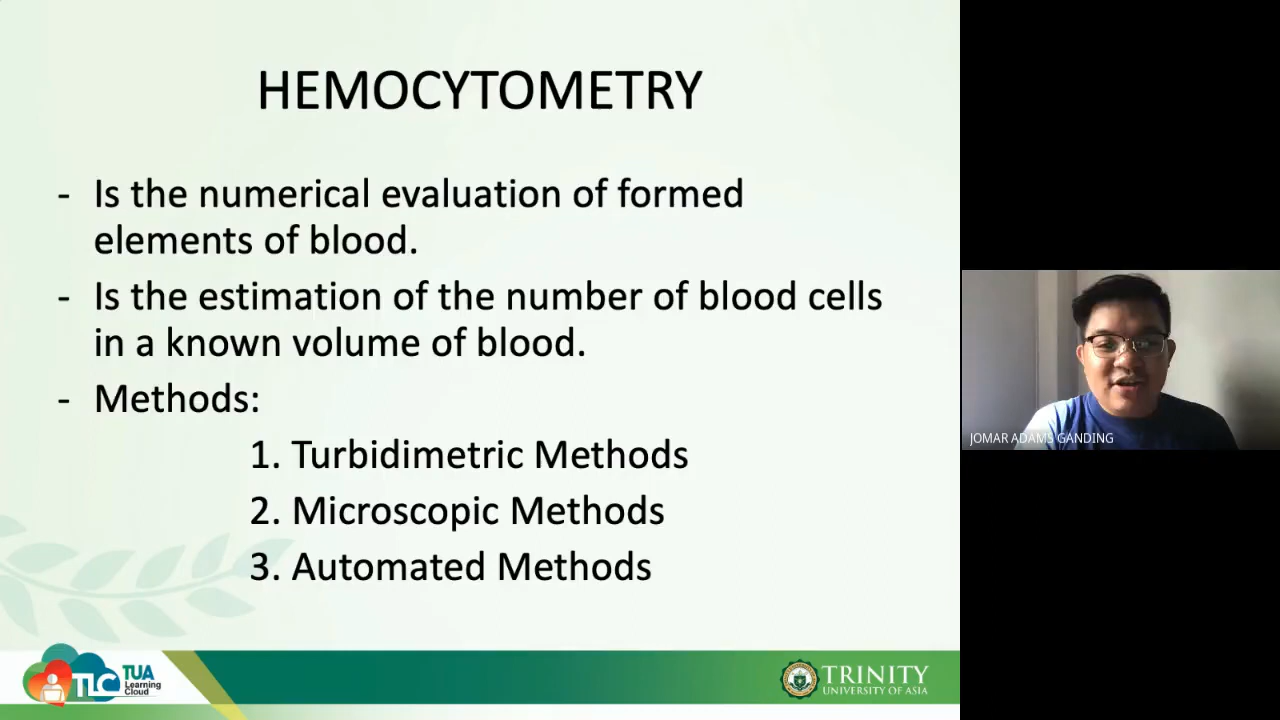 HEMOCYTOMETRY
- Is the numerical evaluation of formed
elements of blood.
- Is the estimation of the number of blood cells
in a known volume of blood.
- Methods:
1. Turbidimetric Methods
2. Microscopic Methods
3. Automated Methods
JOMAR ADAMS GANDING
TLC
TUA
Learning
Cloud
TRINITY
UNIVERSITY OF ASIA